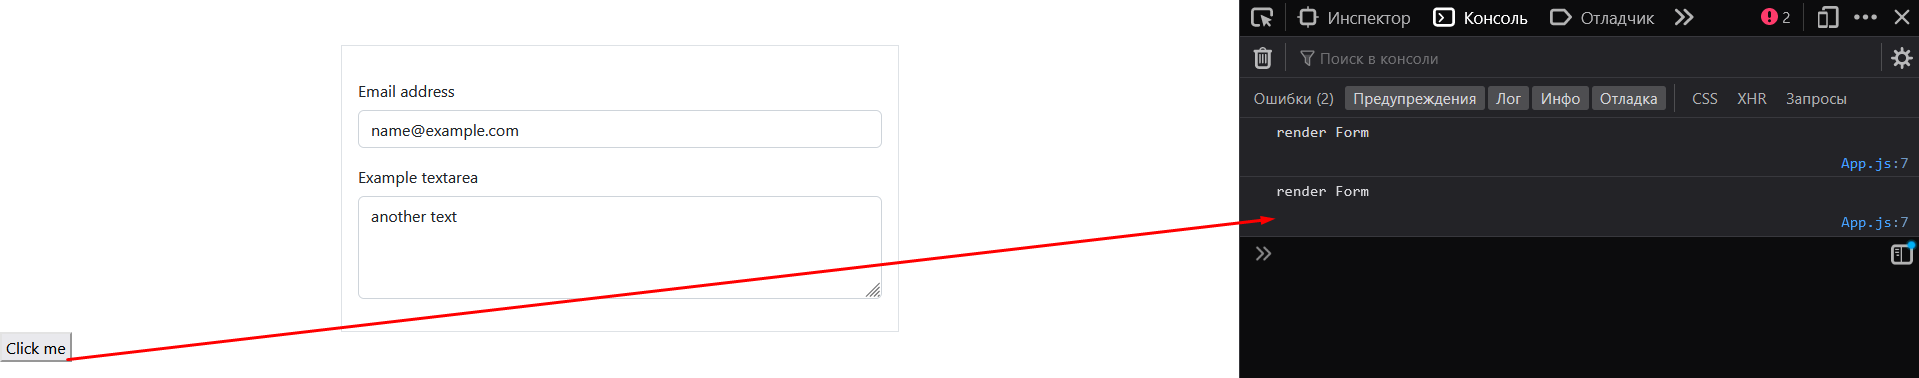 Email address
name@example.com
Example textarea
another text
Click me
Инспектор Консоль Отладчик 2
Поиск в консоли
Ошибки (2) Предупреждения Лог Инфо Отладка CSS XHR Запросы
render Form
App.js:7
render Form
App.js:7